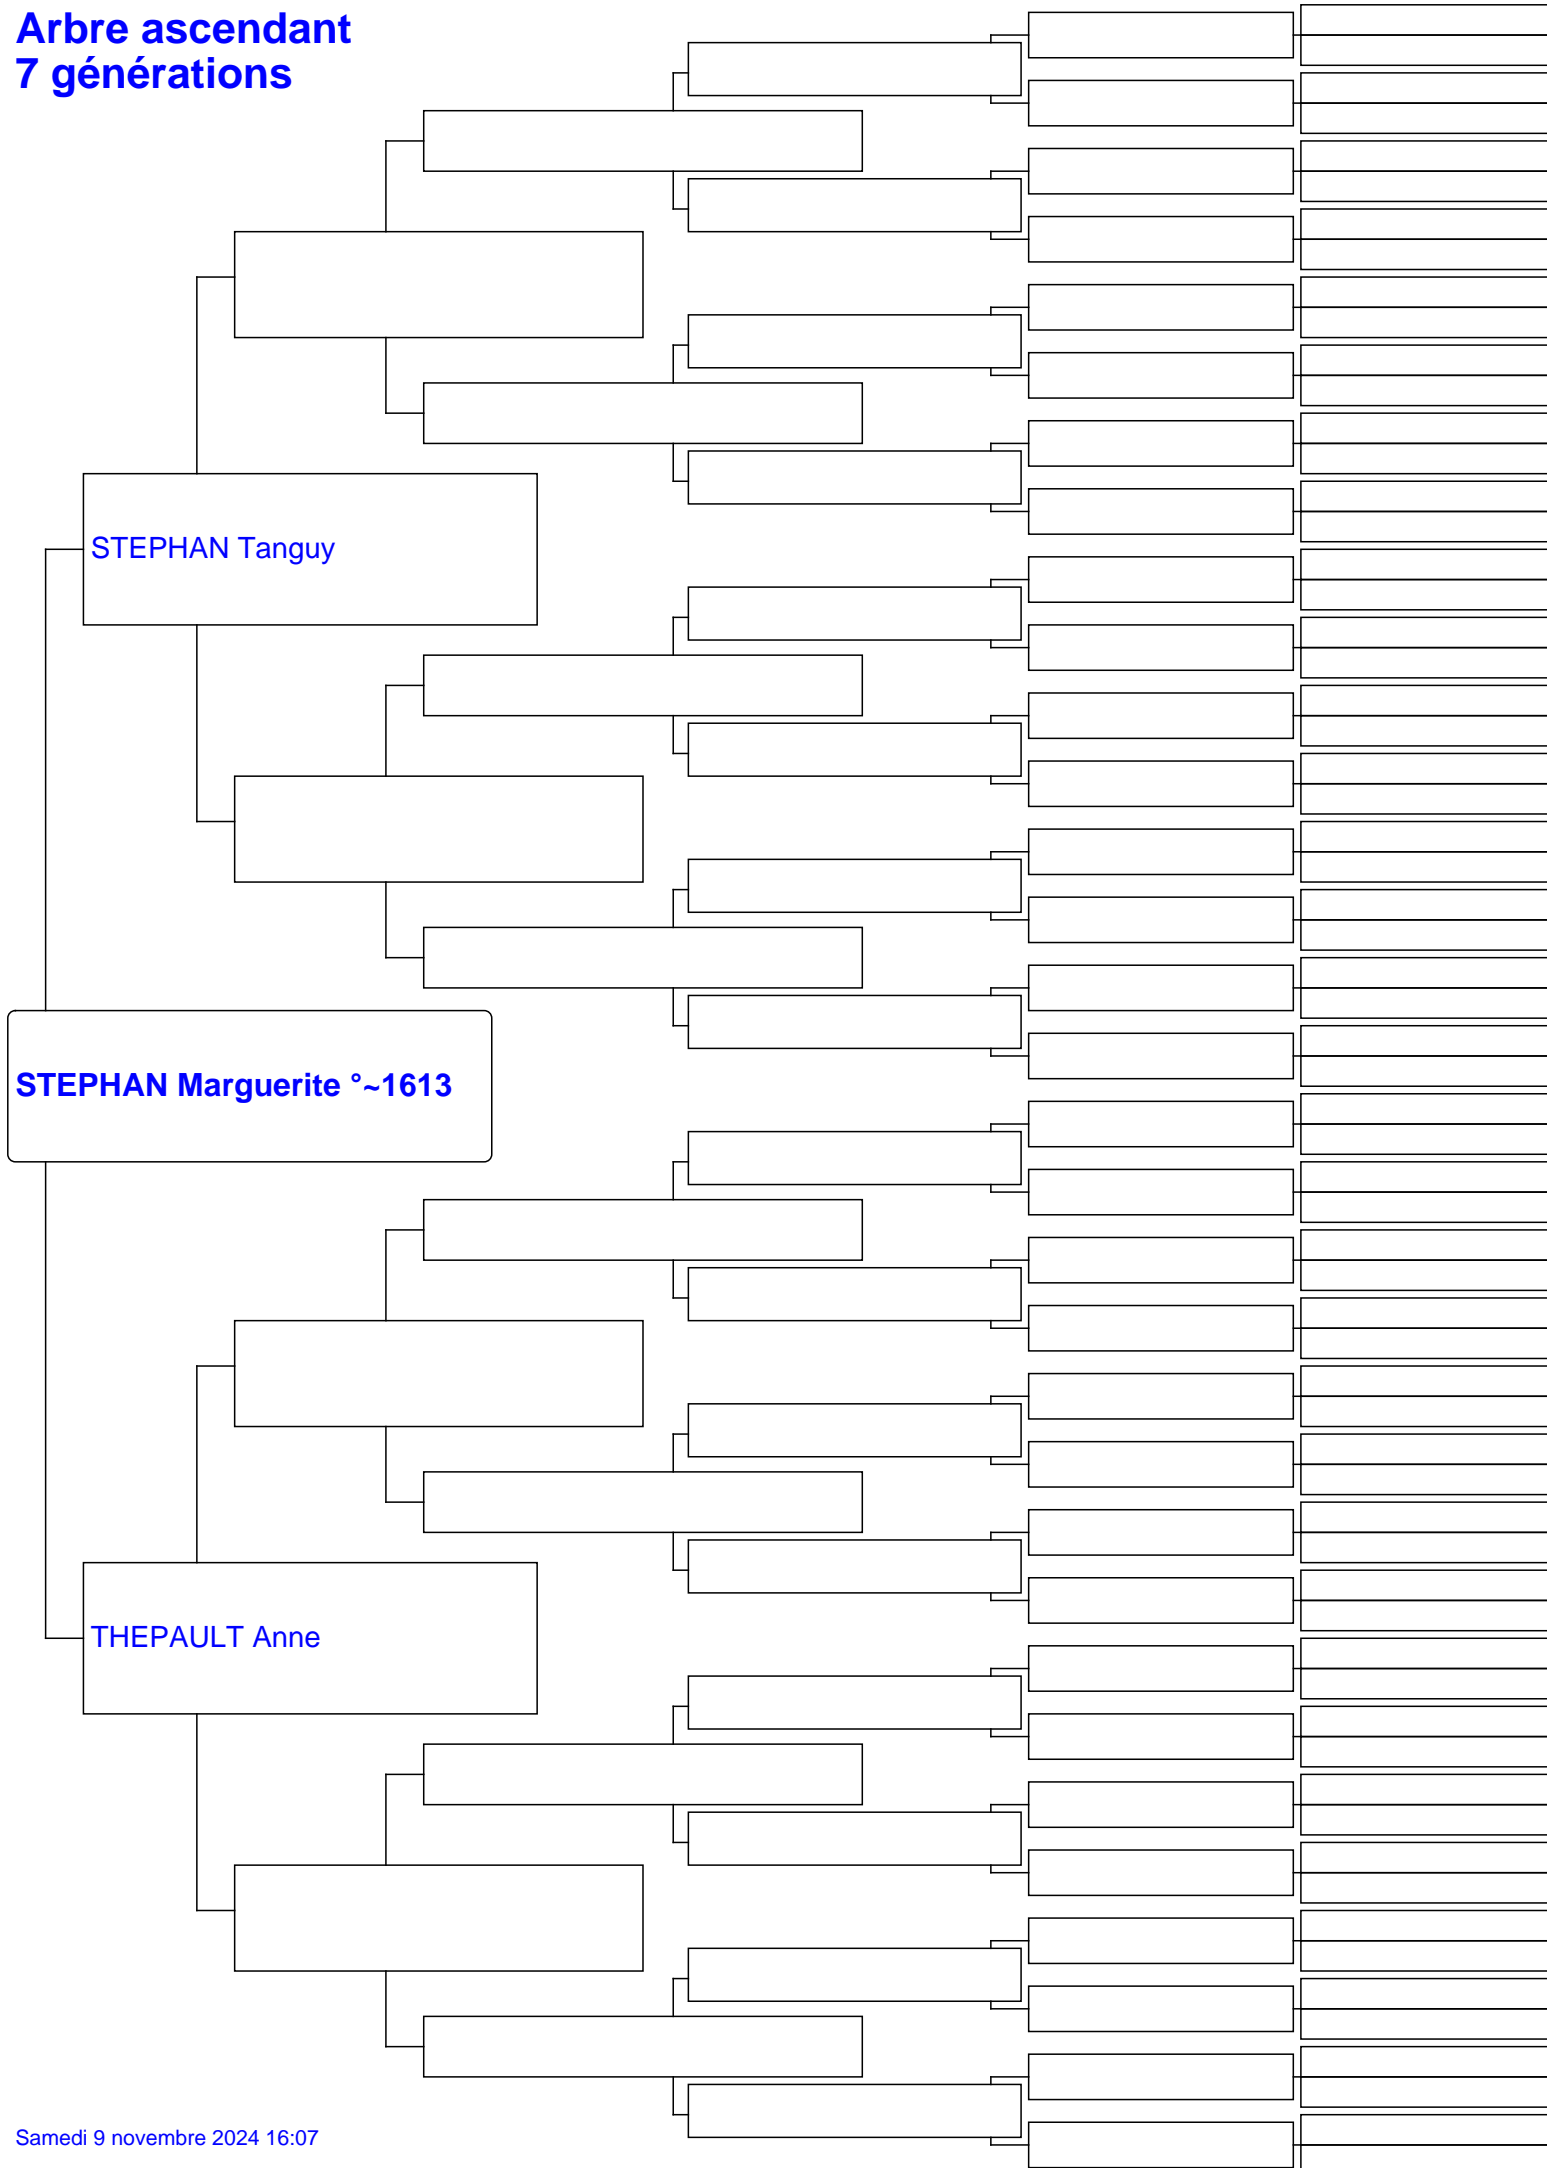 Arbre ascendant
7 générations
STEPHAN Tanguy
STEPHAN Marguerite °~1613
THEPAULT Anne
Samedi 9 novembre 2024 16:07